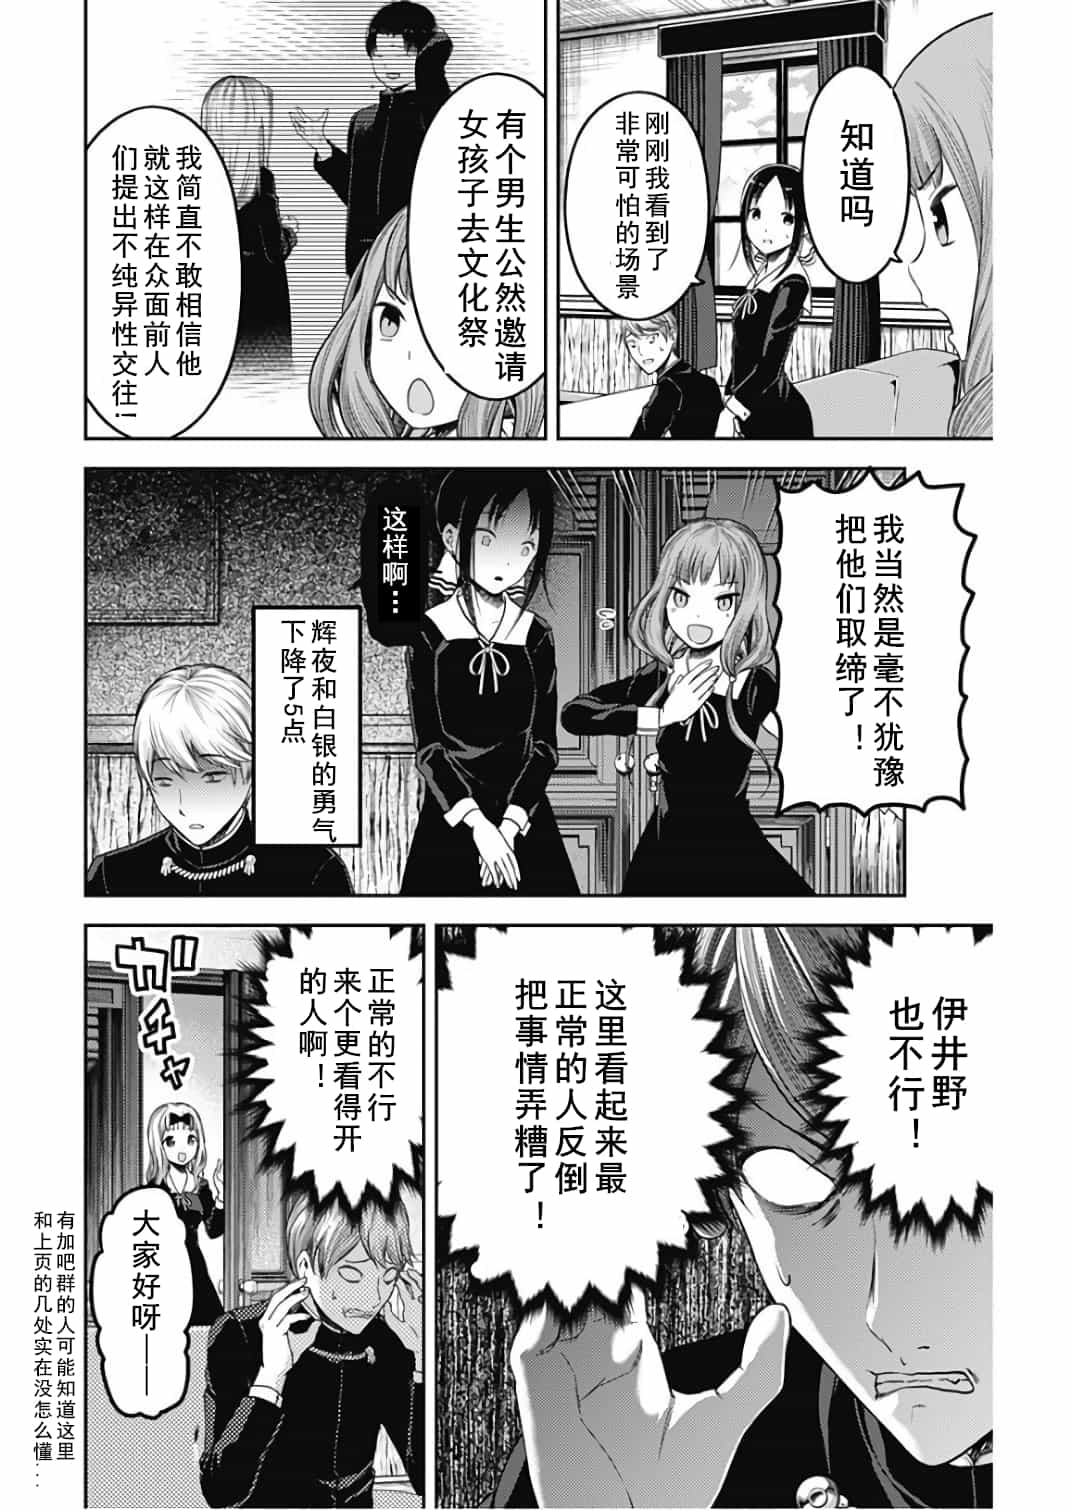 知道吗
刚刚我看到了
非常可怕的场景
有个男生公然邀请
女孩子去文化祭
我简直不敢相信他
就这样在众面前人
们提出不纯异性交往!!
我当然是毫不犹豫
把他们取缔了！
这样啊…
辉夜和白银的勇气
下降了5点
伊井野
也不行！
这里看起来最
正常的人反倒
把事情弄糟了！
正常的不行
来个更看得开
的人啊！
ガチャ
大家好呀——
有加吧群的人可能知道这里
和上页的几处实在没怎么懂....